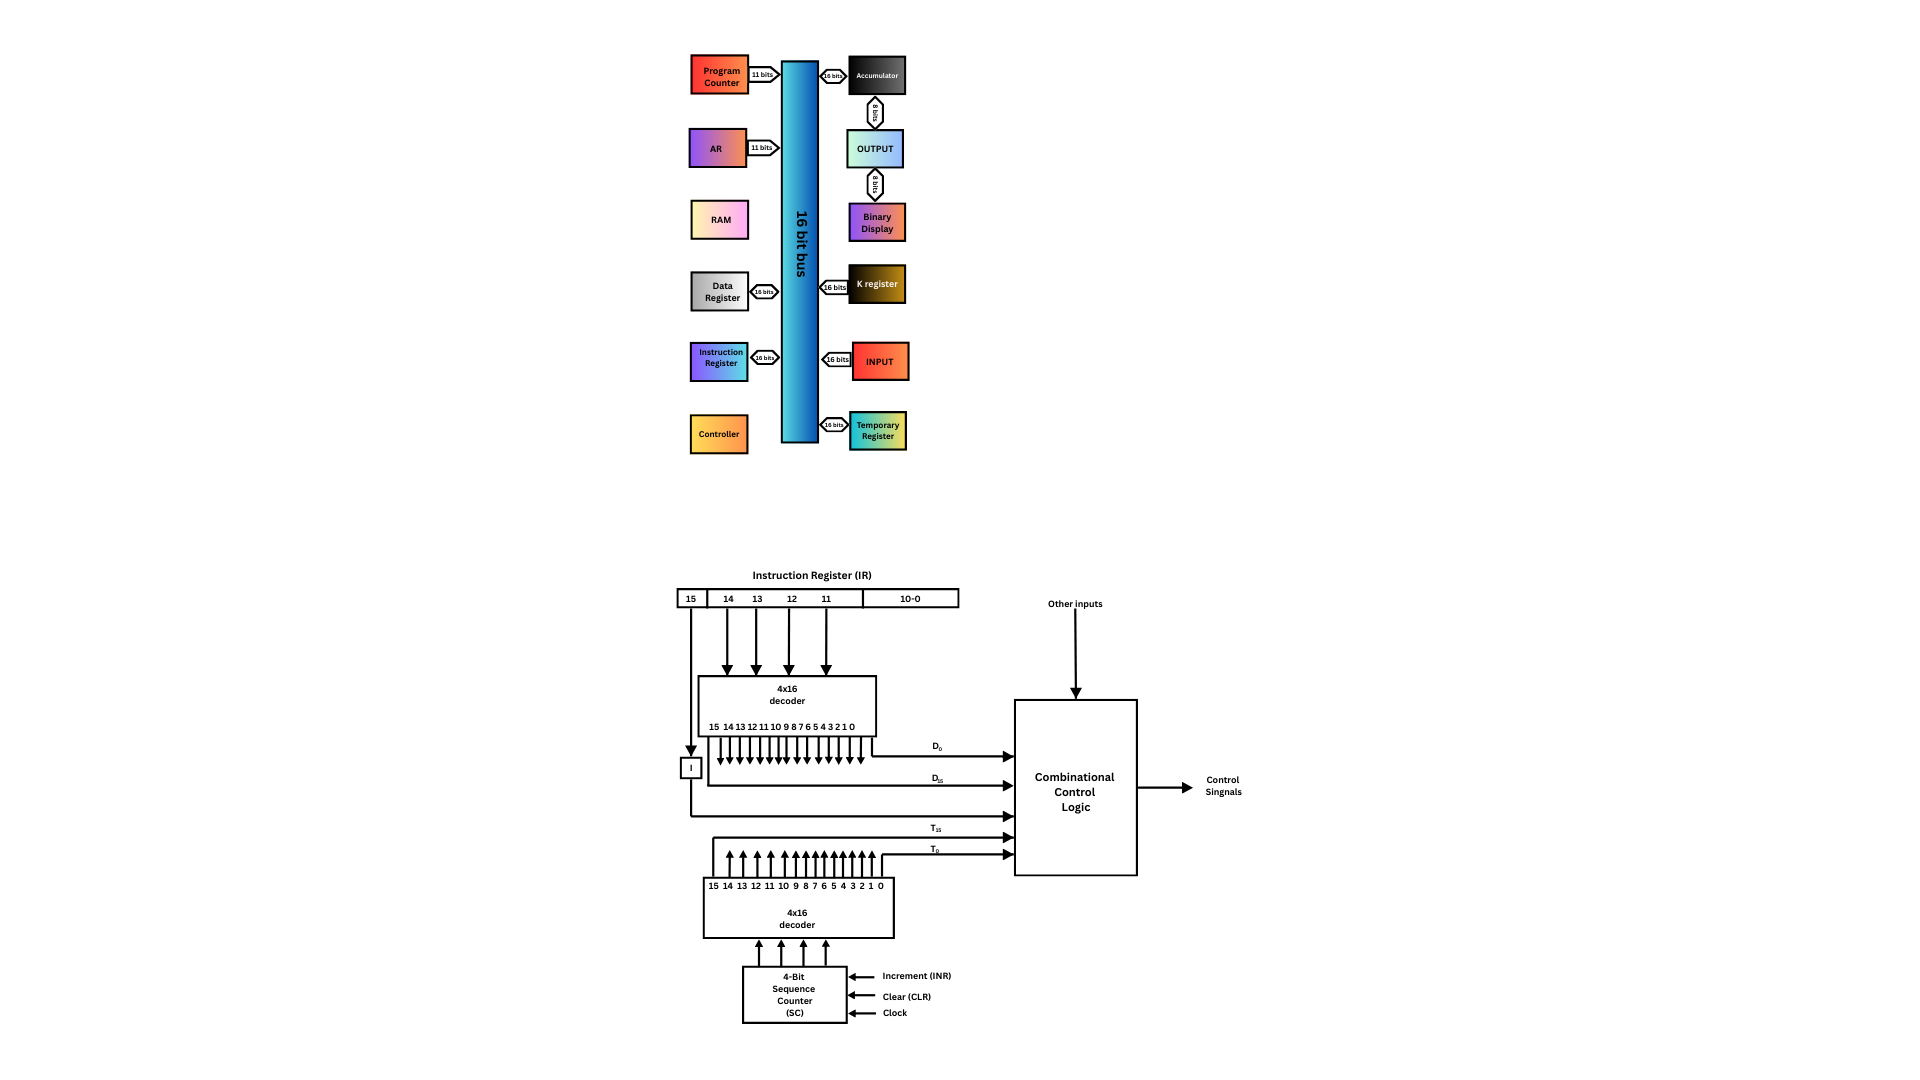 Program
Counter
11 bits
16 bits
Accumulator
8 bits
AR
11 bits
OUTPUT
8 bits
RAM
16 bit bus
Binary
Display
Data
Register
16 bits
16 bits
K register
Instruction
Register
16 bits
16 bits
INPUT
Controller
16 bits
Temporary
Register
Instruction Register (IR)
15 14 13 12 11 10-0
Other inputs
4x16
decoder
15 14 13 12 11 10 9 8 7 6 5 4 3 2 1 0
D0
I
D15
Combinational
Control
Logic
Control
Singnals
T15
T0
15 14 13 12 11 10 9 8 7 6 5 4 3 2 1 0
4x16
decoder
4-Bit
Sequence
Counter
(SC)
Increment (INR)
Clear (CLR)
Clock